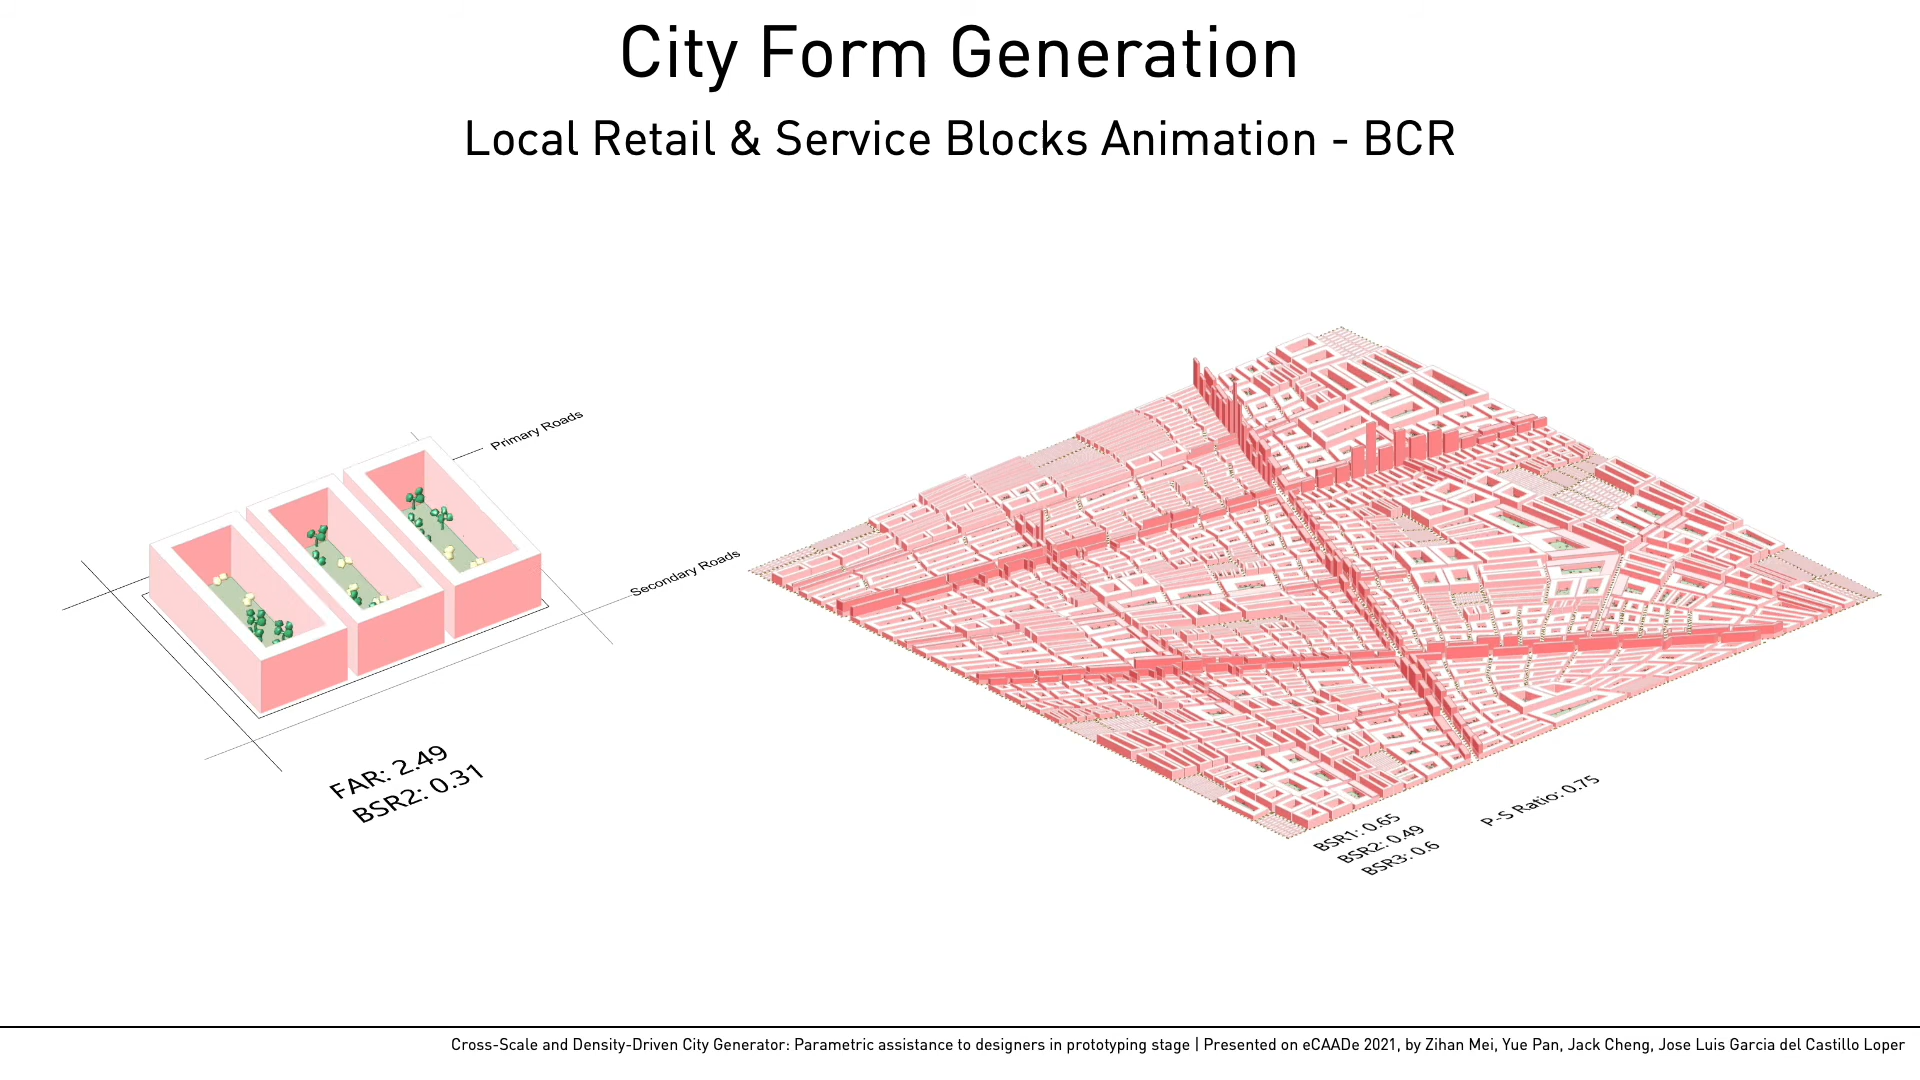 City Form Generation
Local Retail & Service Blocks Animation - BCR
Primary Roads
Secondary Roads
FAR: 2.49
BSR2: 0.31
BSR1: 0.65
BSR2: 0.49
BSR3: 0.6
P-S Ratio: 0.75
Cross-Scale and Density-Driven City Generator: Parametric assistance to designers in prototyping stage | Presented on eCAADe 2021, by Zihan Mei, Yue Pan, Jack Cheng, Jose Luis Garcia del Castillo Loper